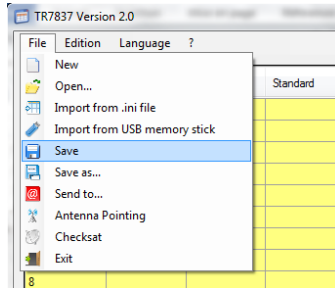 TR7837 Version 2.0
File Edition Language ?
New
Open...
Standard
Import from .ini file
Import from USB memory stick
Save
Save as...
Send to...
Antenna Pointing
Checksat
Exit
8